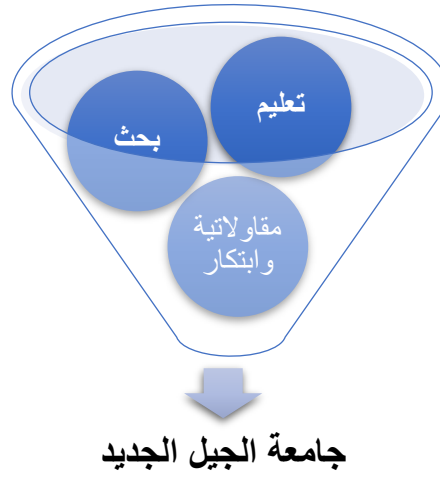 تعليم
بحث
مقاولاتية
وابتكار
جامعة الجيل الجديد